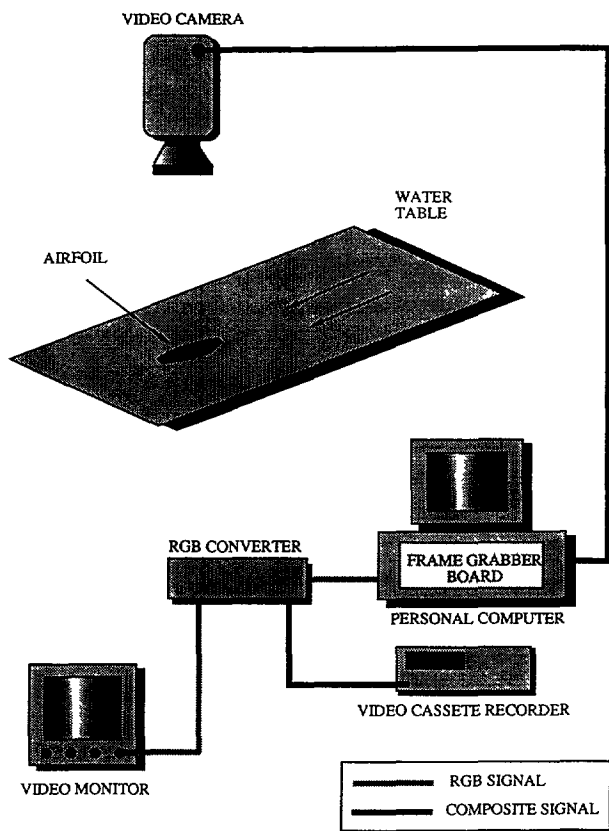 VIDEO CAMERA
WATER
TABLE
AIRFOIL
RGB CONVERTER
FRAME GRABBER
BOARD
PERSONAL COMPUTER
VIDEO CASSETE RECORDER
VIDEO MONITOR
RGB SIGNAL
COMPOSITE SIGNAL